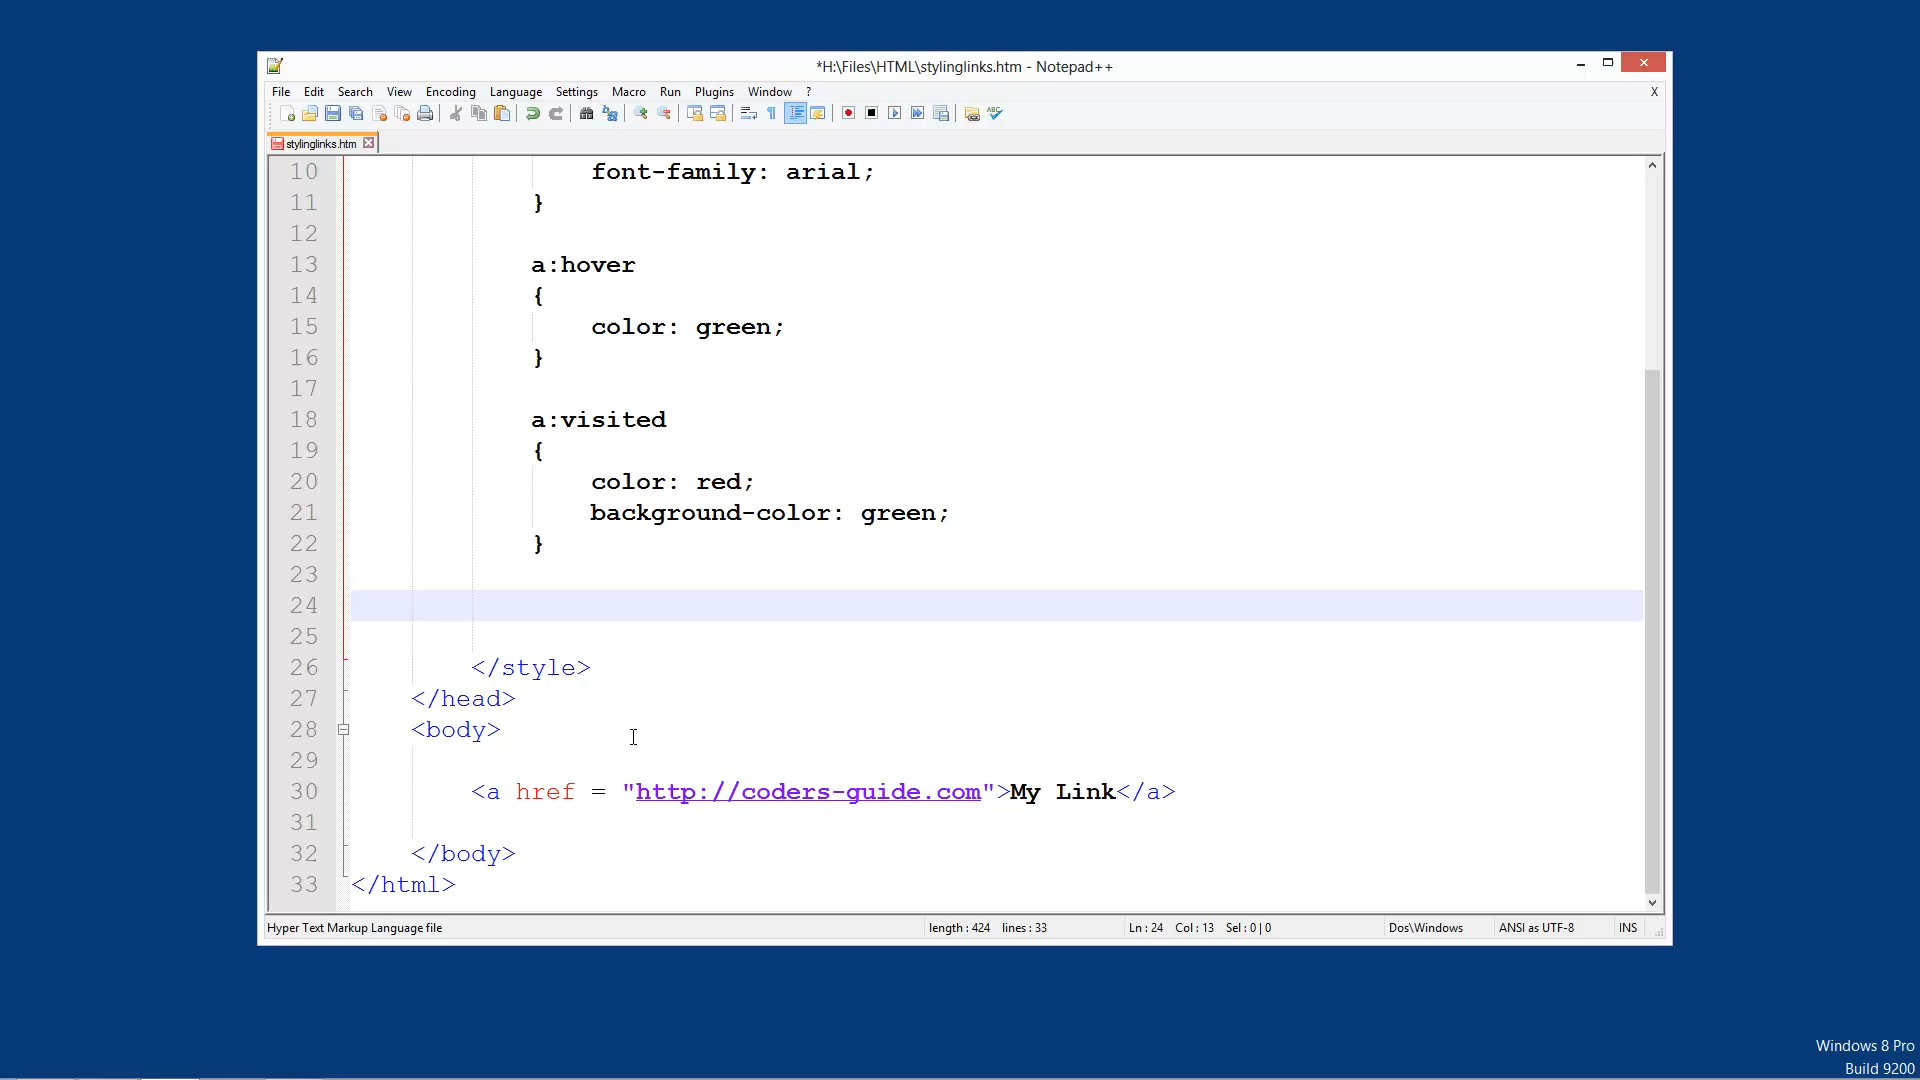 *H:\Files\HTML\stylinglinks.htm - Notepad++
File Edit Search View Encoding Language Settings Macro Run Plugins Window ? X
stylinglinks.htm
10 font-family: arial;
11 }
12
13 a:hover
14 {
15 color: green;
16 }
17
18 a:visited
19 {
20 color: red;
21 background-color: green;
22 }
23
24
25
26 </style>
27 </head>
28 <body>
29
30 <a href = "http://coders-guide.com">My Link</a>
31
32 </body>
33 </html>
Hyper Text Markup Language file length : 424 lines : 33 Ln : 24 Col : 13 Sel : 0 | 0 Dos\Windows ANSI as UTF-8 INS
Windows 8 Pro
Build 9200